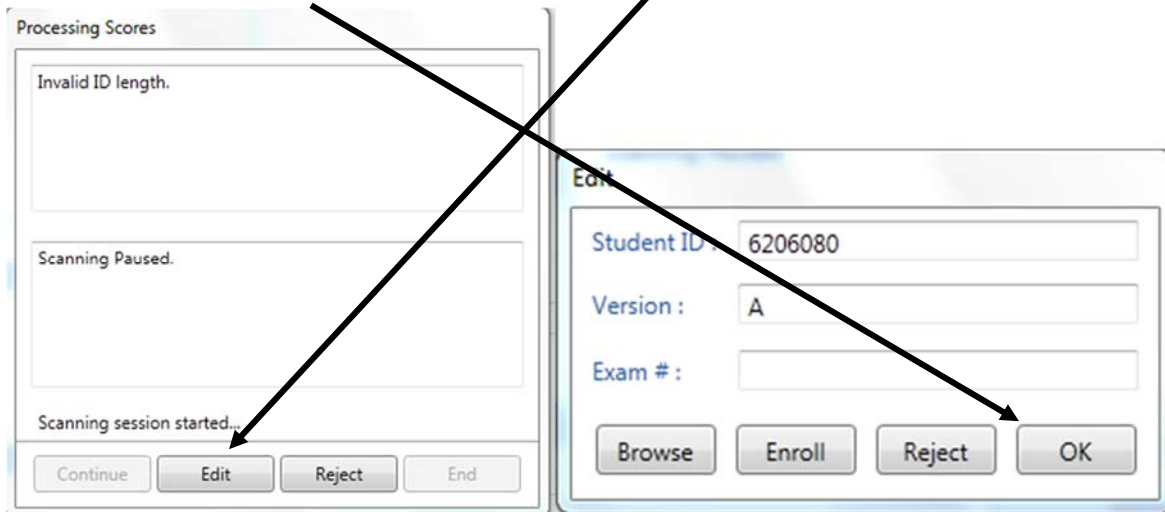 Processing Scores
Invalid ID length.
Scanning Paused.
Scanning session started...
Continue Edit Reject End
Edit
Student ID : 6206080
Version : A
Exam # :
Browse Enroll Reject OK